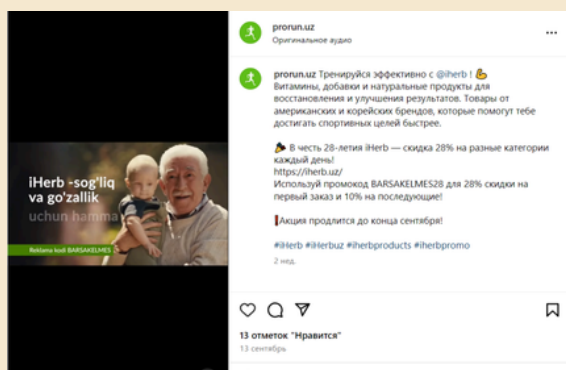 prorun.uz
Оригинальное аудио
prorun.uz Тренируйся эффективно с @iherb ! 💪
Витамины, добавки и натуральные продукты для
восстановления и улучшения результатов. Товары от
американских и корейских брендов, которые помогут тебе
достигать спортивных целей быстрее.
🎉 В честь 28-летия iHerb — скидка 28% на разные категории
каждый день!
https://iherb.uz/
Используй промокод BARSAKELMES28 для 28% скидки на
первый заказ и 10% на последующие!
Акция продлится до конца сентября!
#iHerb #iHerbuz #iherbproducts #iherbpromo
2 нед.
iHerb -sog'liq
va go'zallik
uchun hamma
Reklama kodi BARSAKELMES
13 отметок "Нравится"
13 сентябрь